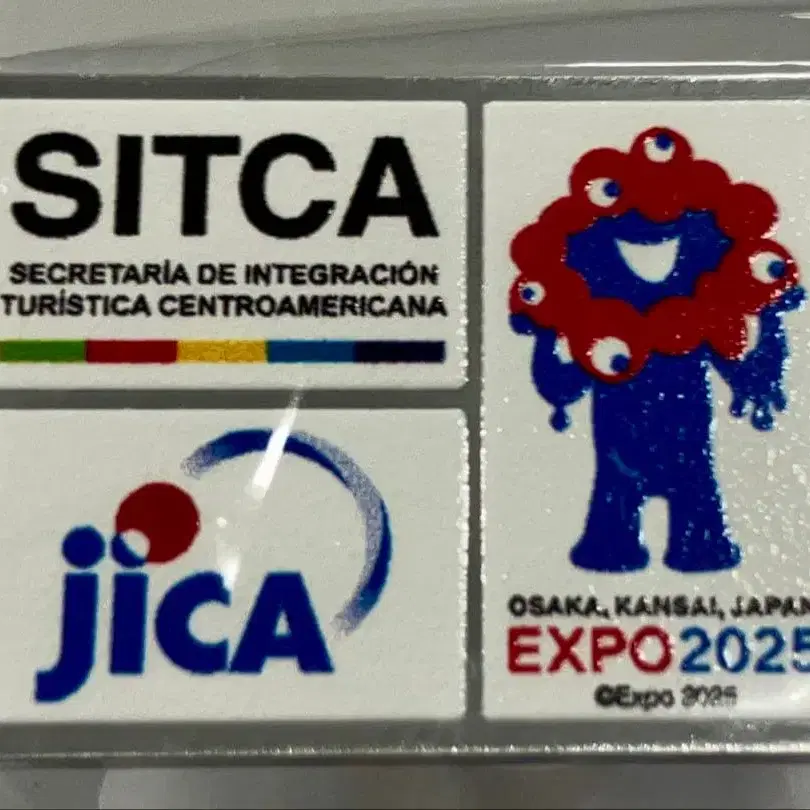 SITCA
SECRETARÍA DE INTEGRACIÓN
TURÍSTICA CENTROAMERICANA
jica
OSAKA, KANSAI, JAPAN
EXPO2025
©Expo 2025